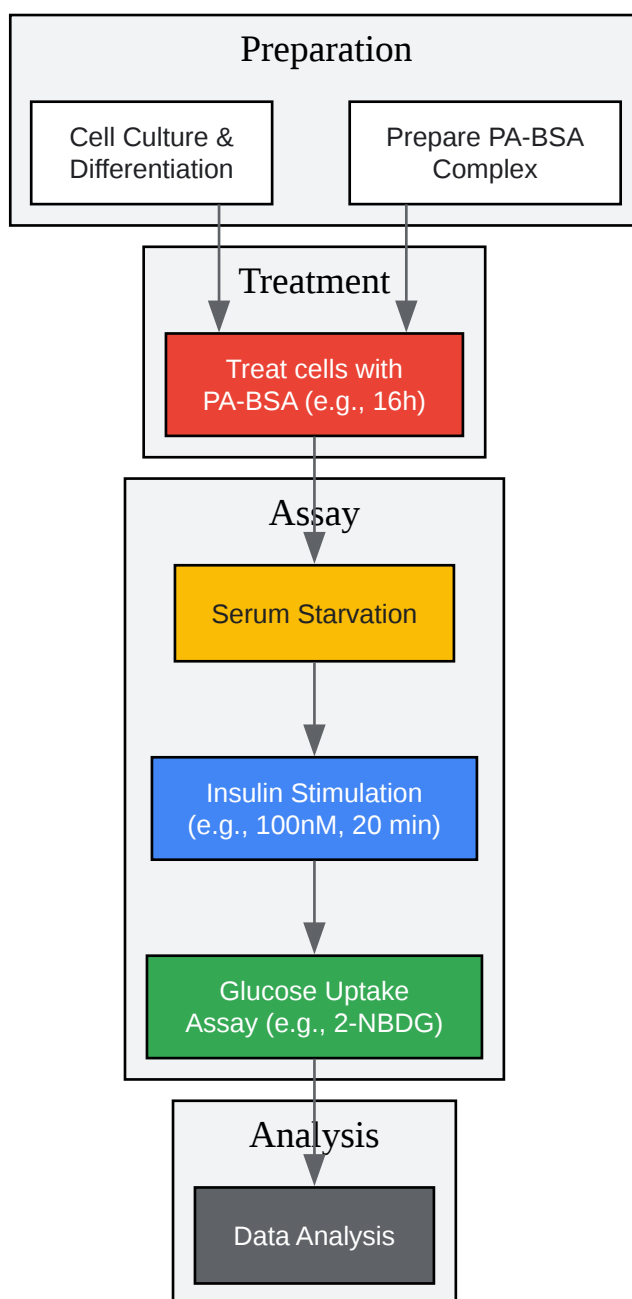 Preparation
Cell Culture &
Differentiation
Prepare PA-BSA
Complex
Treatment
Treat cells with
PA-BSA (e.g., 16h)
Assay
Serum Starvation
Insulin Stimulation
(e.g., 100nM, 20 min)
Glucose Uptake
Assay (e.g., 2-NBDG)
Analysis
Data Analysis